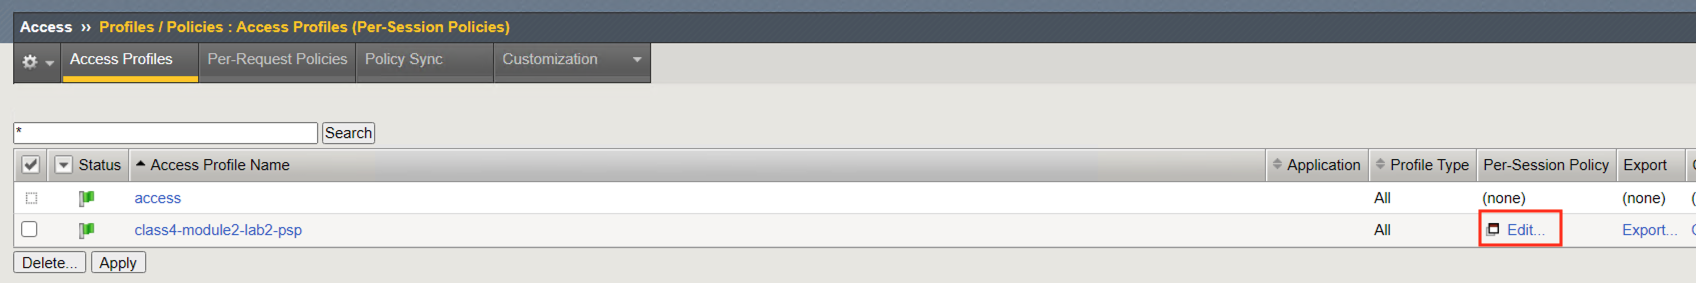 Access ›› Profiles / Policies : Access Profiles (Per-Session Policies)
Access Profiles Per-Request Policies Policy Sync Customization
* Search
Status Access Profile Name Application Profile Type Per-Session Policy Export
access All (none) (none)
class4-module2-lab2-psp All Edit... Export...
Delete... Apply